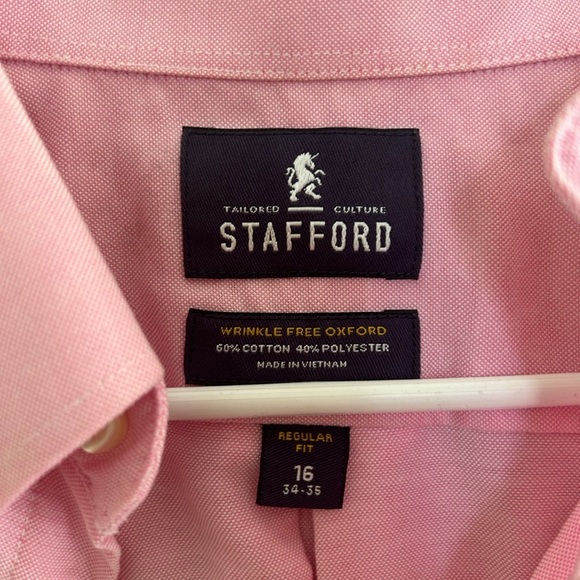 TAILORED CULTURE
STAFFORD
WRINKLE FREE OXFORD
60% COTTON 40% POLYESTER
MADE IN VIETNAM
REGULAR
FIT
16
34-35